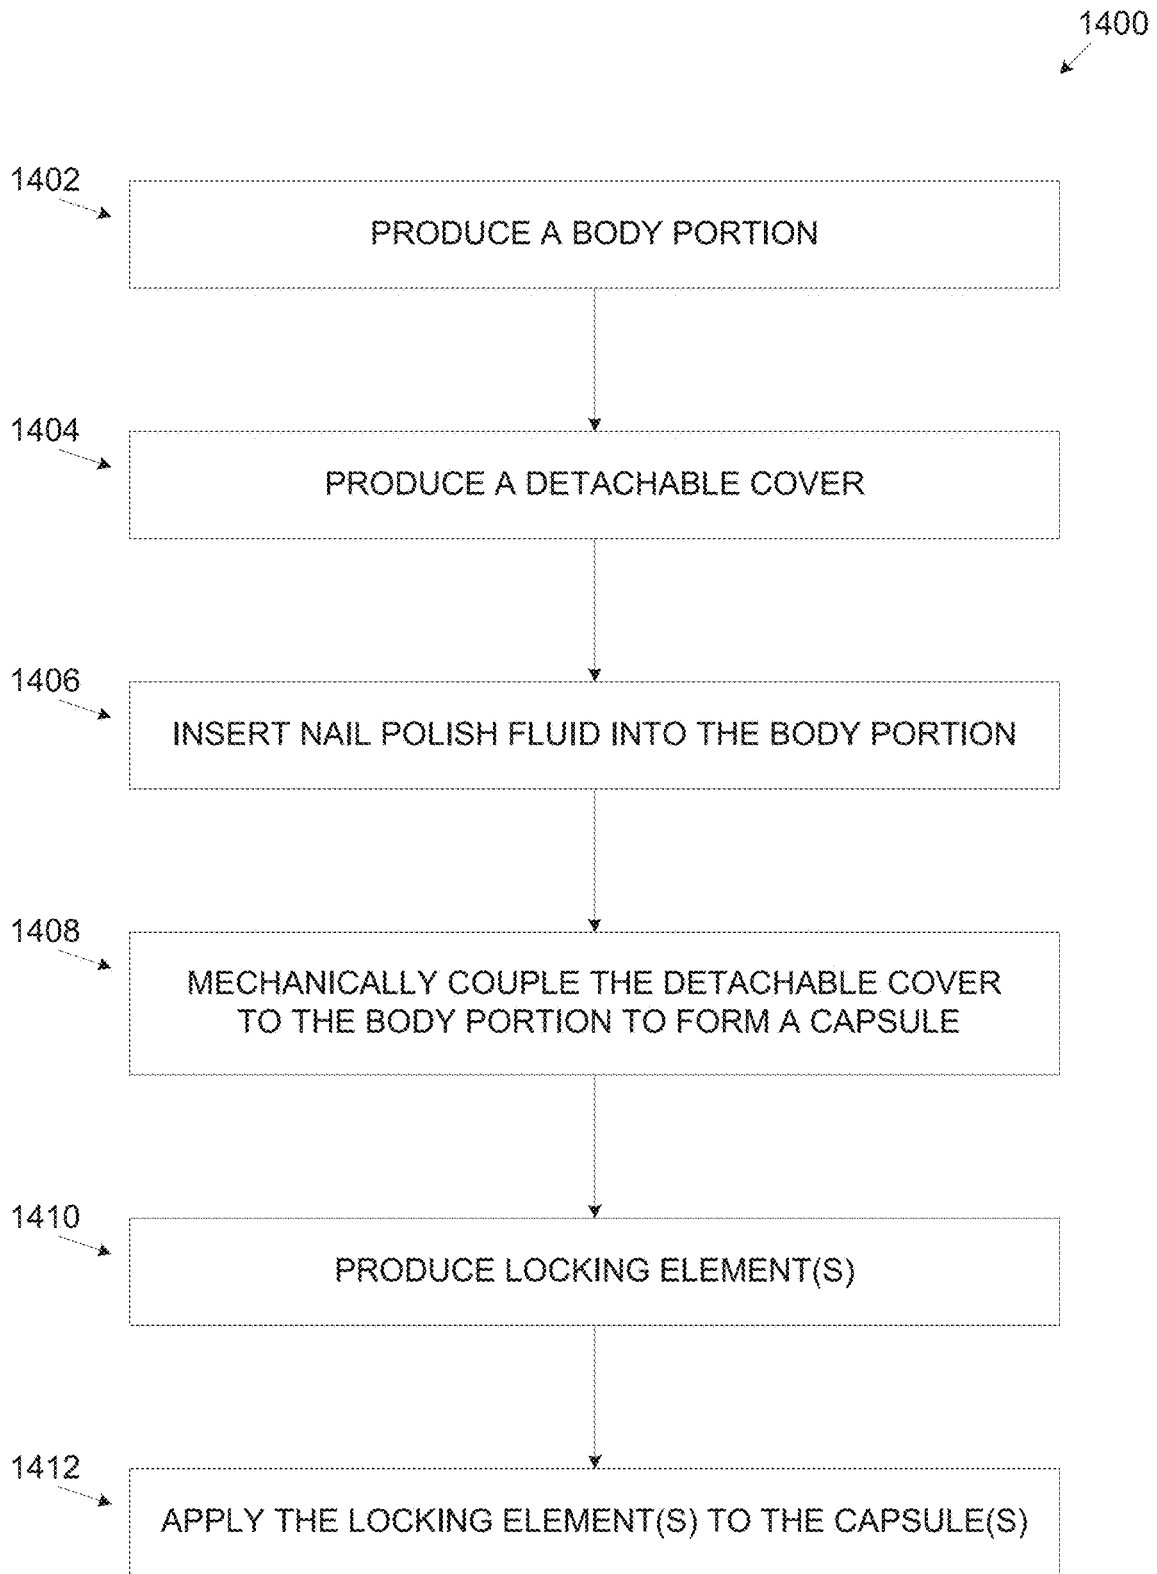 1400
1402
PRODUCE A BODY PORTION
1404
PRODUCE A DETACHABLE COVER
1406
INSERT NAIL POLISH FLUID INTO THE BODY PORTION
1408
MECHANICALLY COUPLE THE DETACHABLE COVER
TO THE BODY PORTION TO FORM A CAPSULE
1410
PRODUCE LOCKING ELEMENT(S)
1412
APPLY THE LOCKING ELEMENT(S) TO THE CAPSULE(S)